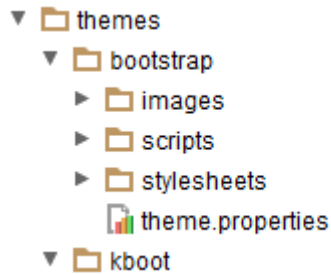 themes
bootstrap
images
scripts
stylesheets
theme.properties
kboot